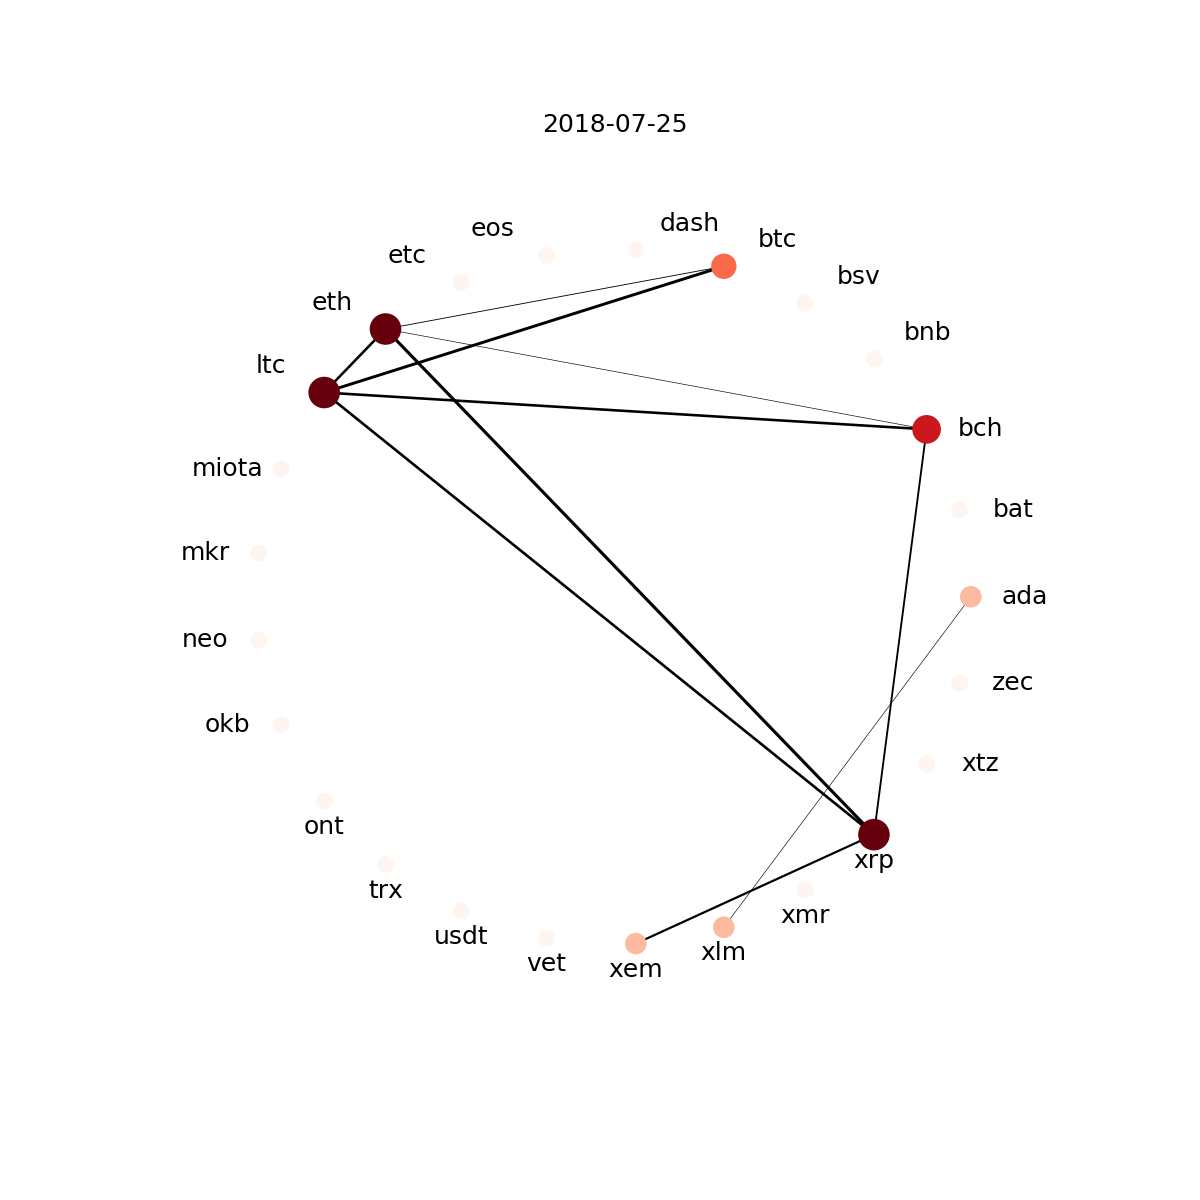 2018-07-25
dash
eos
btc
etc
bsv
eth
bnb
ltc
bch
miota
bat
mkr
ada
neo
zec
okb
xtz
ont
xrp
trx
xmr
usdt
xlm
vet
xem